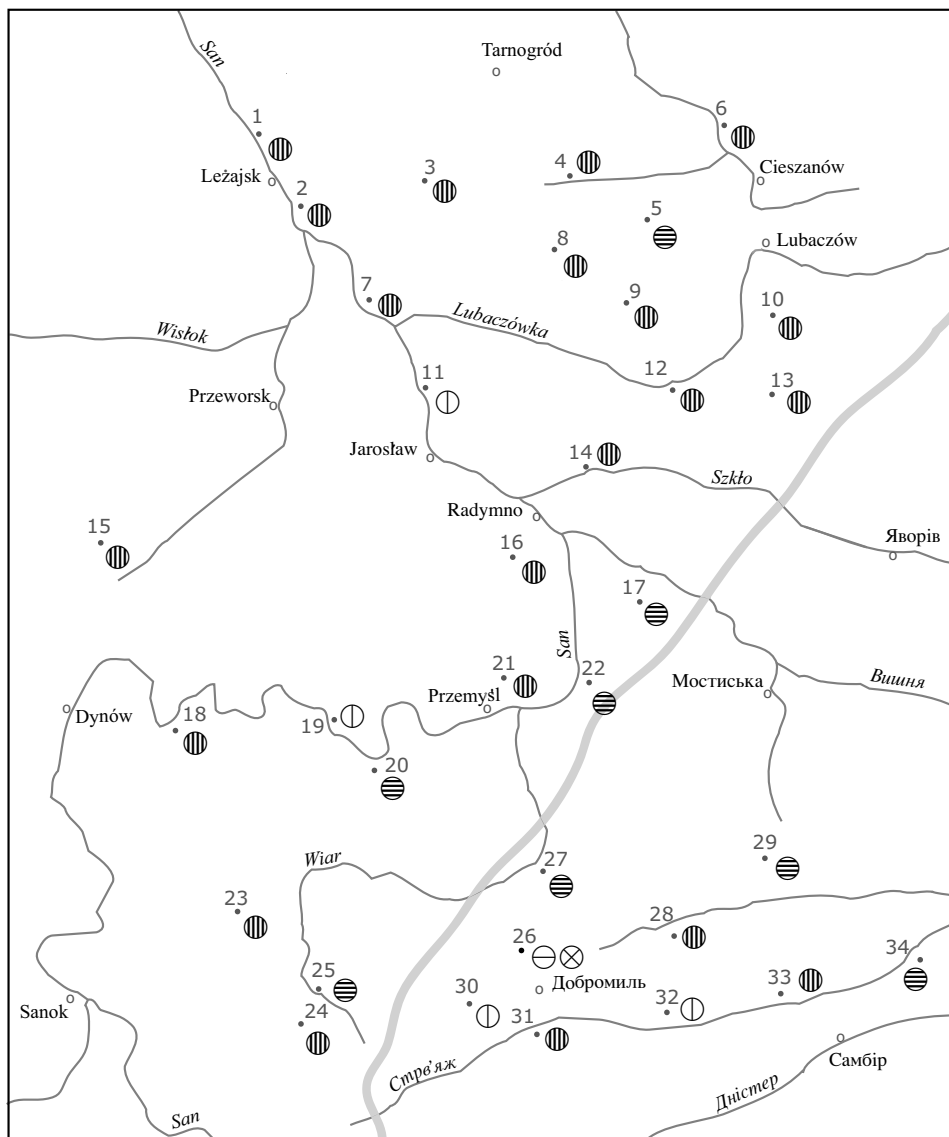 San
Tarnogród
6
1
Cieszanów
Leżajsk
3
4
2
5
8
Lubaczów
7
9
10
Lubaczówka
Wisłok
11
12
13
Przeworsk
Jarosław
14
Szkło
Radymno
15
16
Яворів
17
San
21
22
Мостиська
Вишня
Dynów
18
Przemyśl
19
20
Wiar
27
29
23
28
26
34
25
Добромиль
33
Sanok
30
32
24
31
Стрв'яж
Самбір
Дністер
San